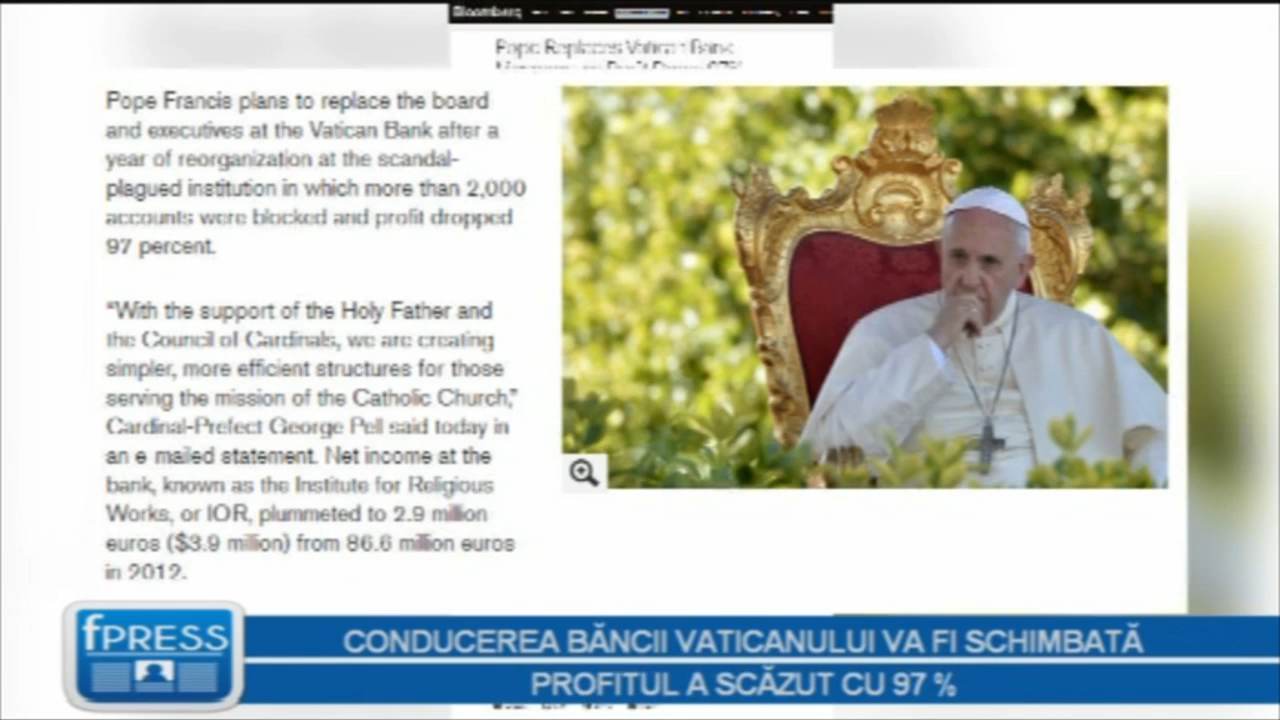 Bloomberg
Pope Replaces Vatican Bank
Pope Francis plans to replace the board
and executives at the Vatican Bank after a
year of reorganization at the scandal-
plagued institution in which more than 2,000
accounts were blocked and profit dropped
97 percent.
“With the support of the Holy Father and
the Council of Cardinals, we are creating
simpler, more efficient structures for those
serving the mission of the Catholic Church,”
Cardinal-Prefect George Pell said today in
an e mailed statement. Net income at the
bank, known as the Institute for Religious
Works, or IOR, plummeted to 2.9 million
euros ($3.9 million) from 86.6 million euros
in 2012.
fPRESS
CONDUCEREA BĂNCII VATICANULUI VA FI SCHIMBATĂ
PROFITUL A SCĂZUT CU 97 %